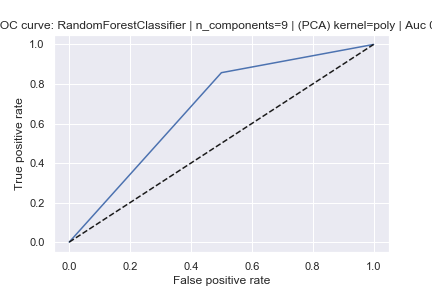 OC curve: RandomForestClassifier | n_components=9 | (PCA) kernel=poly | Auc 0
1.0
0.8
0.6
0.4
0.2
0.0
True positive rate
0.0 0.2 0.4 0.6 0.8 1.0
False positive rate